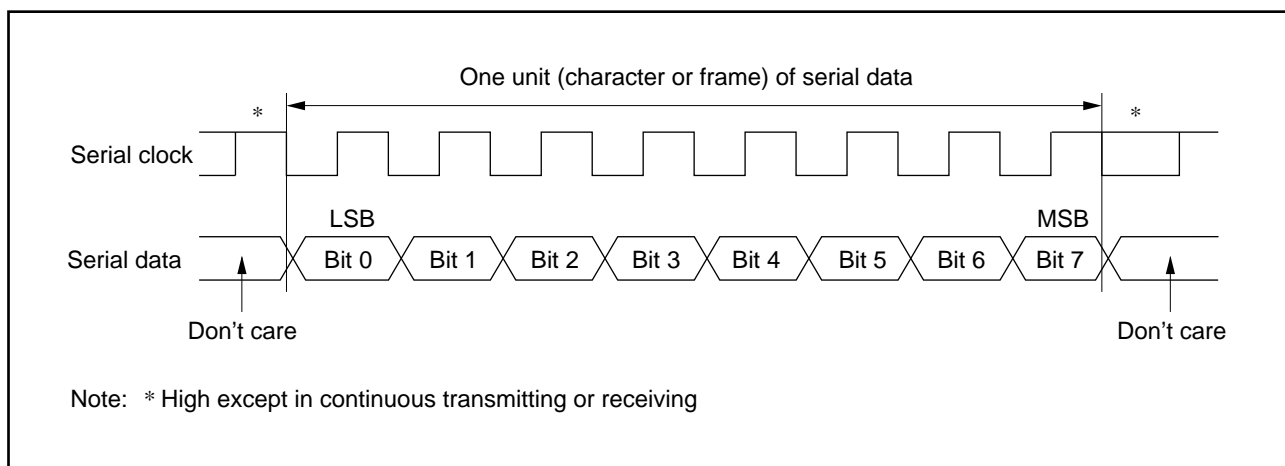 One unit (character or frame) of serial data
* *
Serial clock
LSB MSB
Serial data Bit 0 Bit 1 Bit 2 Bit 3 Bit 4 Bit 5 Bit 6 Bit 7
Don’t care Don’t care
Note: * High except in continuous transmitting or receiving